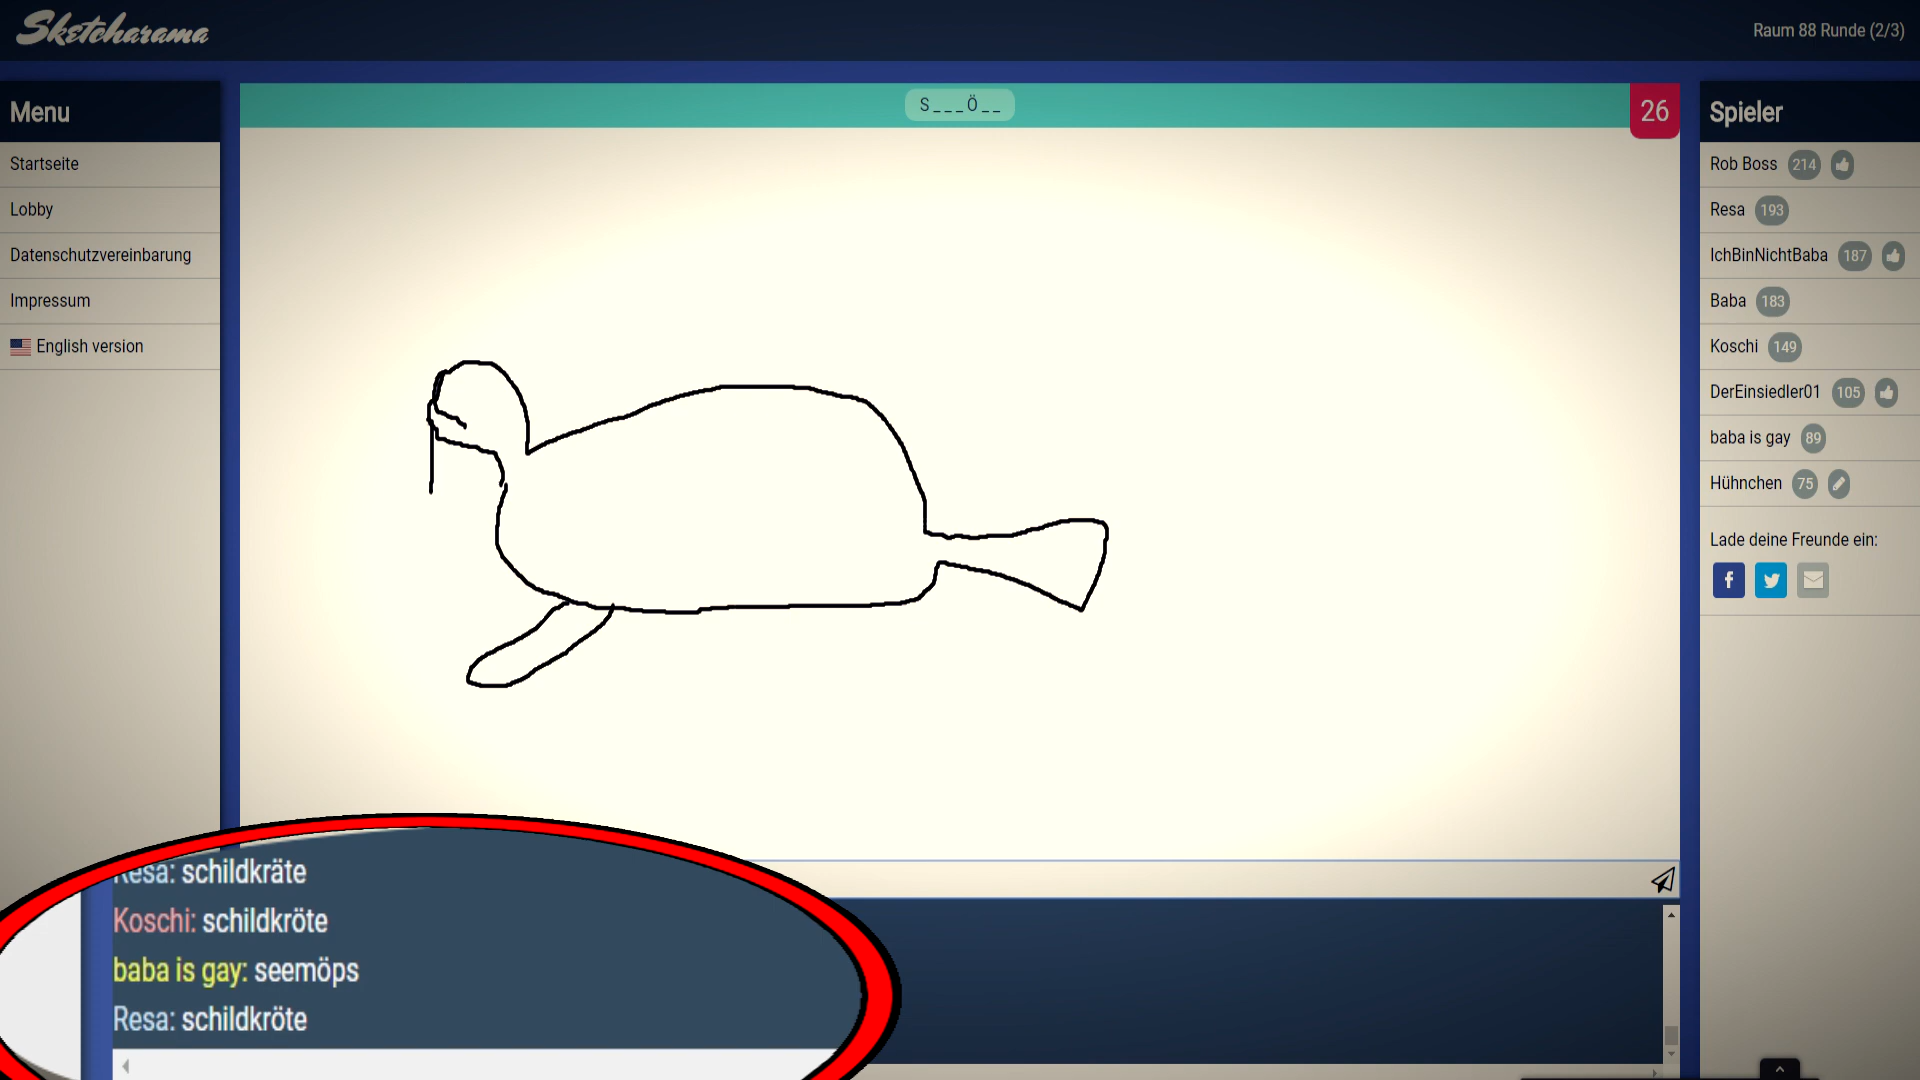 Sketcharama
Raum 88 Runde (2/3)
Menu
Startseite
Lobby
Datenschutzvereinbarung
Impressum
English version
S___Ö__
26
Spieler
Rob Boss 214
Resa 193
IchBinNichtBaba 187
Baba 183
Koschi 149
DerEinsiedler01 105
baba is gay 89
Hühnchen 75
Lade deine Freunde ein:
Resa: schildkräte
Koschi: schildkröte
baba is gay: seemöps
Resa: schildkröte